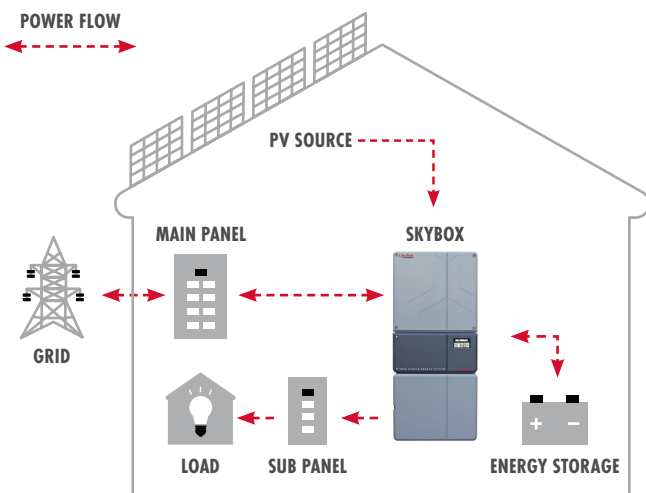 POWER FLOW
PV SOURCE
MAIN PANEL
SKYBOX
GRID
LOAD
SUB PANEL
+ −
ENERGY STORAGE